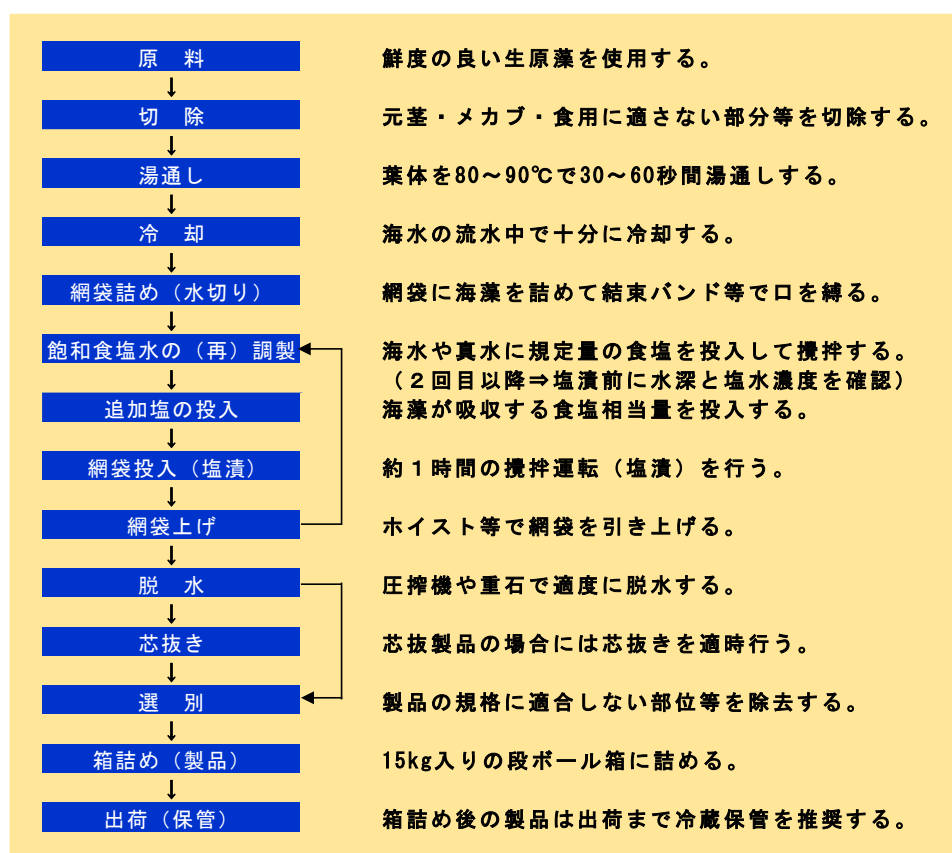 原　料　鮮度の良い生原藻を使用する。
↓
切　除　元茎・メカブ・食用に適さない部分等を切除する。
↓
湯通し　葉体を80～90℃で30～60秒間湯通しする。
↓
冷　却　海水の流水中で十分に冷却する。
↓
網袋詰め（水切り）　網袋に海藻を詰めて結束バンド等で口を縛る。
↓
飽和食塩水の（再）調製　海水や真水に規定量の食塩を投入して攪拌する。
↓　（２回目以降⇒塩漬前に水深と塩水濃度を確認）
追加塩の投入　海藻が吸収する食塩相当量を投入する。
↓
網袋投入（塩漬）　約１時間の攪拌運転（塩漬）を行う。
↓
網袋上げ　ホイスト等で網袋を引き上げる。
↓
脱　水　圧搾機や重石で適度に脱水する。
↓
芯抜き　芯抜製品の場合には芯抜きを適時行う。
↓
選　別　製品の規格に適合しない部位等を除去する。
↓
箱詰め（製品）　15kg入りの段ボール箱に詰める。
↓
出荷（保管）　箱詰め後の製品は出荷まで冷蔵保管を推奨する。